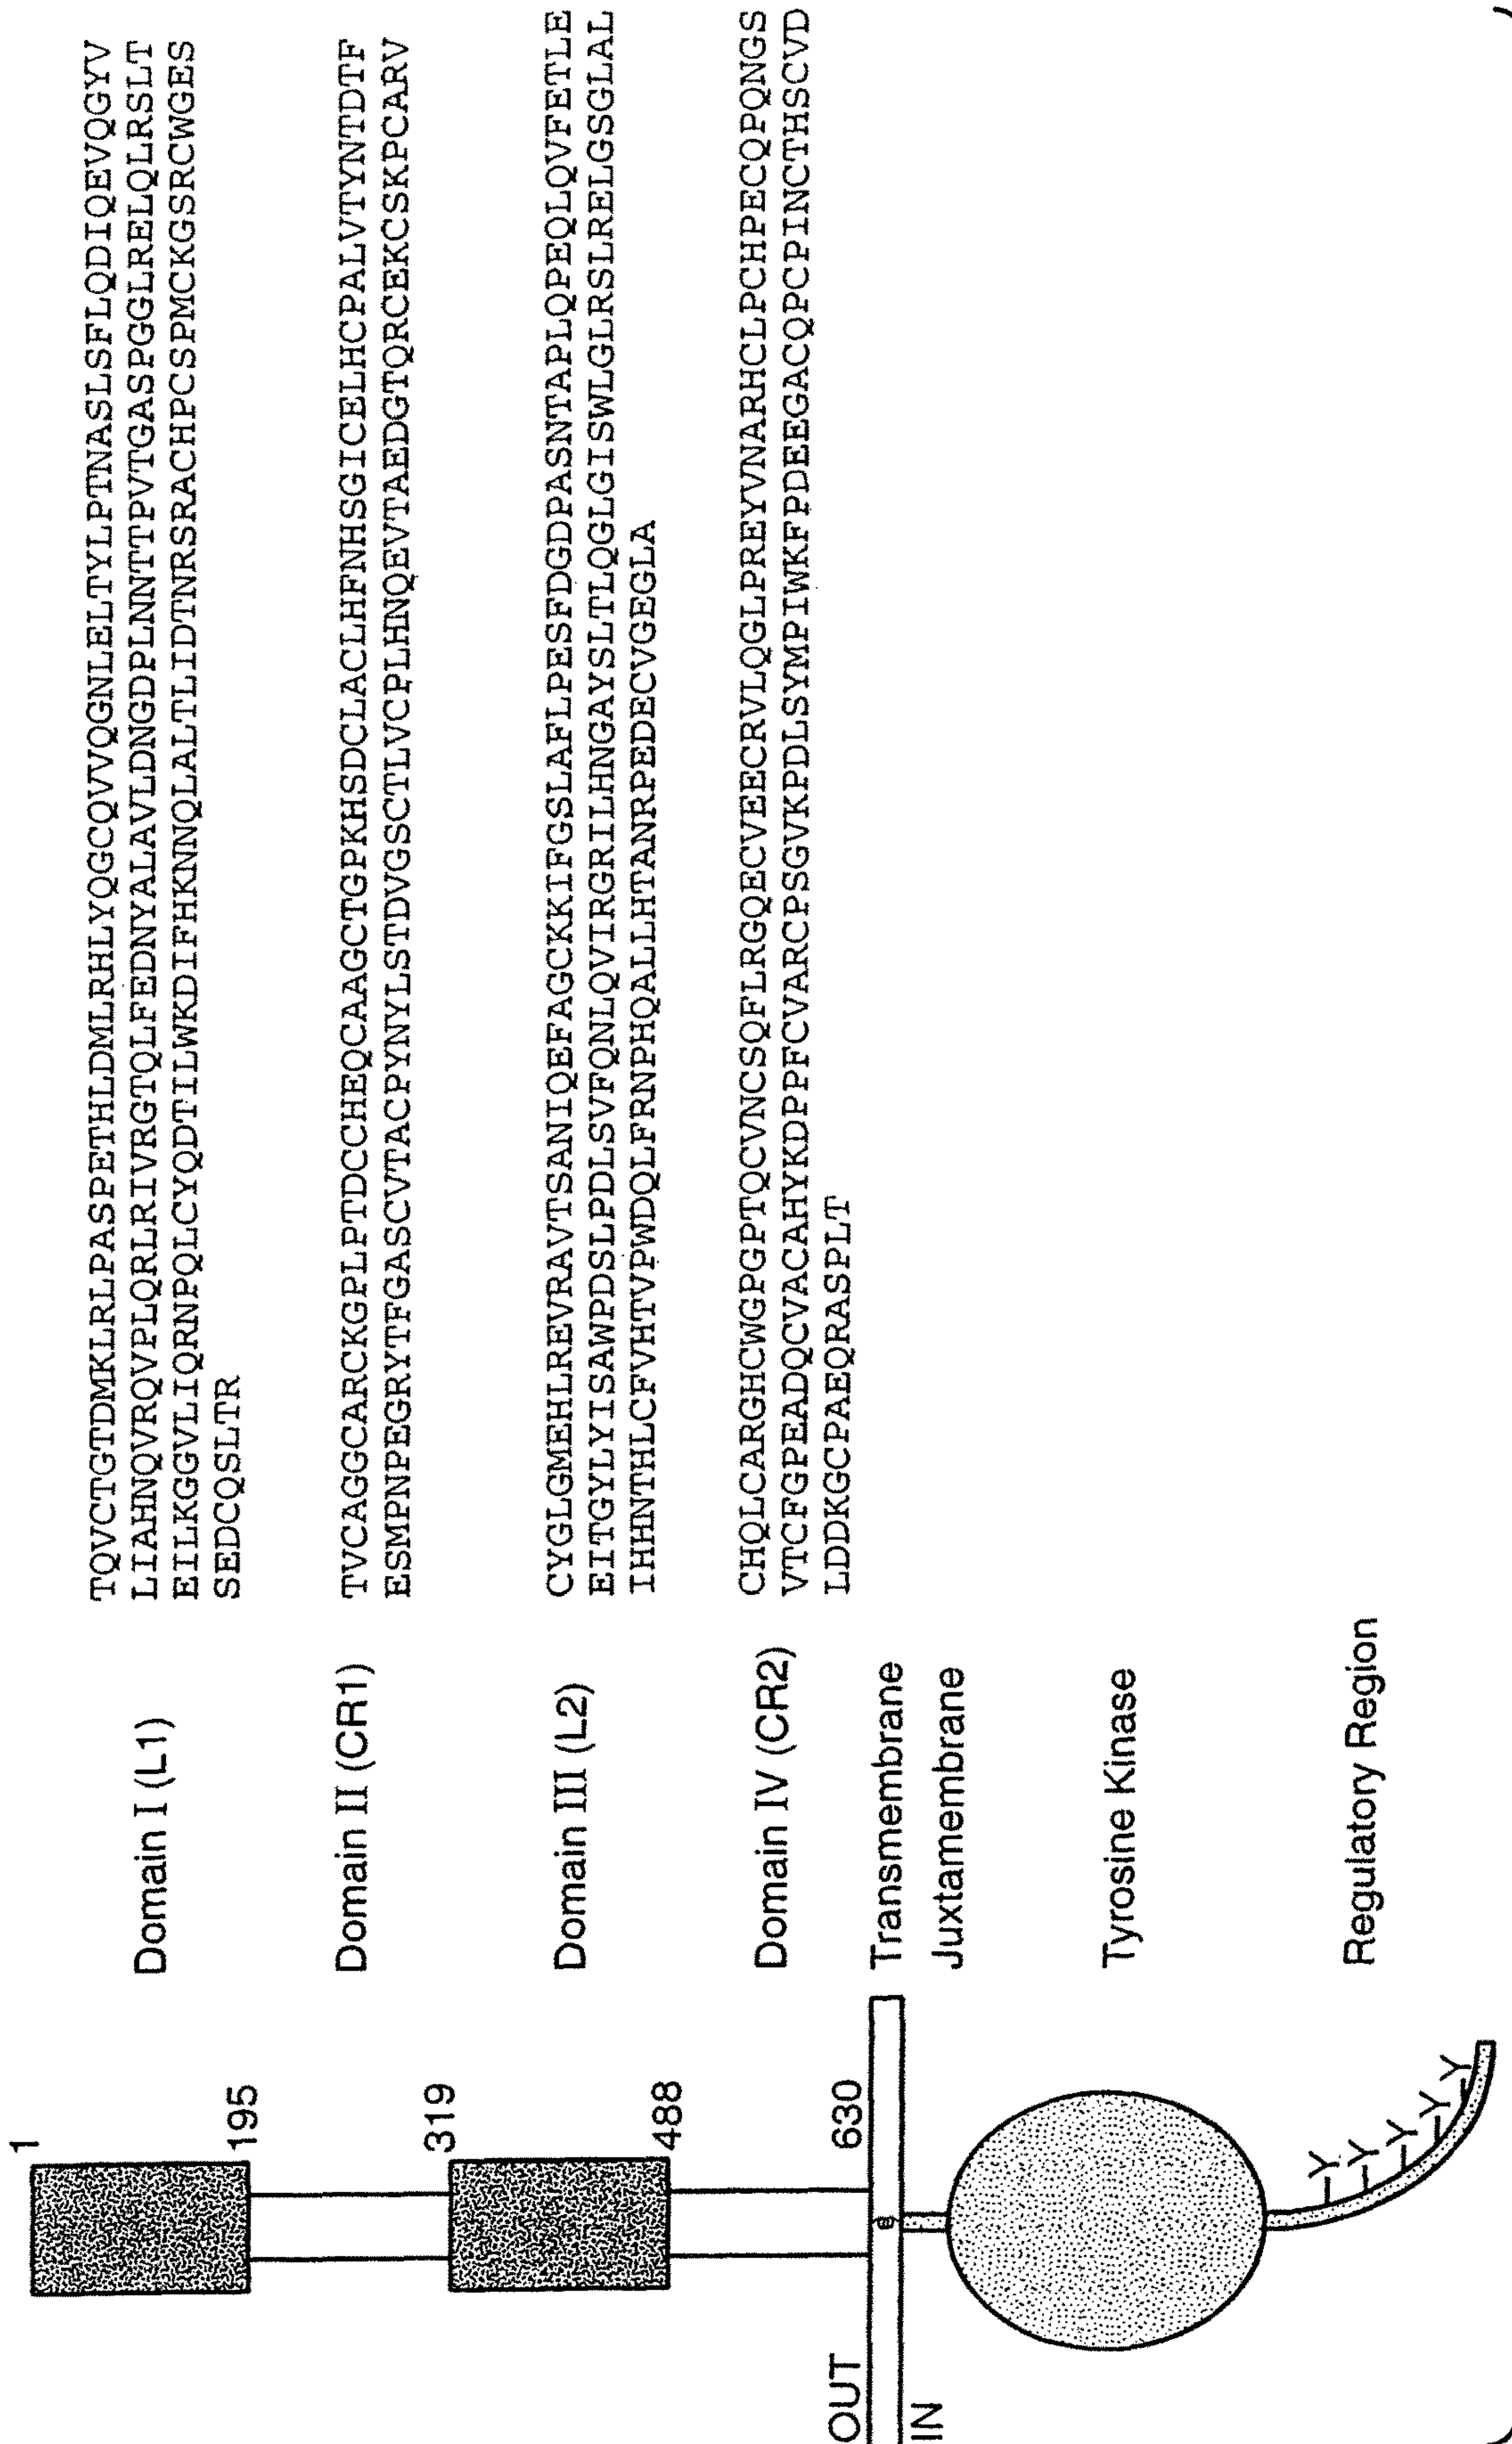 1
195
319
488
630
OUT
IN
Domain I (L1)
TQVCTGTDMKLRLPASPETHLDMLRHLYQGCQVVQGNLELTYLPTNASLSFLQDIQEVQGYV
LIAHNQVRQVPLQRLRIVRGTQLFEDNYALAVLDNGDPLNNTTPVTGASPGGLRELQLRSLT
EILKGGVLIQRNPQLCYQDTILWKDIFHKNNQLALTLIDTNRSRACHPCSPMCKGSRCWGES
SEDCQSLTR
Domain II (CR1)
TVCAGGCARCKGPLPTDCCHEQCAAGCTGPKHSDCLACLHFNHSGICELHCPALVTYNTDTF
ESMPNPEGRYTFGASCVTACPYNYLSTDVGSCTLVCPLHNQEVTAEDGTQRCEKCSKPCARV
Domain III (L2)
CYGLGMEHLREVRAVTSANIQEFAGCKKIFGSLAFLPESFDGDPASNTAPLQPEQLQVFETLE
EITGYLYISAWPDSLPDLSVFQNLQVIRGRILHNGAYSLTLQGLGISWLGLRSLRELGSGLAL
IHHNTHLCFVHTVPWDQLFRNPHQALLHTANRPEDECVGEGLA
Domain IV (CR2)
CHQLCARGHCWGPGPTQCVNCSQFLRGQECVEECRVLQGLPREYVNARHCLPCHPECQPQNGS
VTCFGPEADQCVACAHYKDPPFCVARCPSGVKPDLSYMPIWKFPDEEGACQPCPINCTHSCVD
LDDKGCPAEQRASPLT
Transmembrane
Juxtamembrane
Tyrosine Kinase
Regulatory Region
Y
Y
Y
Y
Y